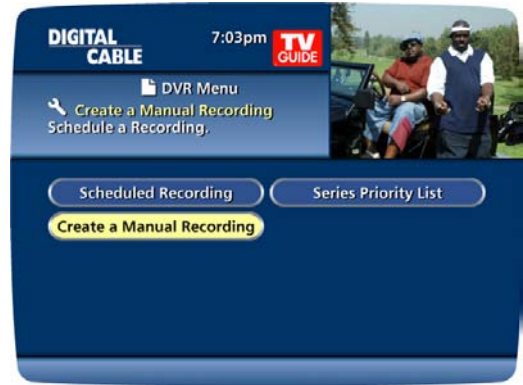 DIGITAL
CABLE
7:03pm
TV
GUIDE
DVR Menu
Create a Manual Recording
Schedule a Recording.
Scheduled Recording
Series Priority List
Create a Manual Recording